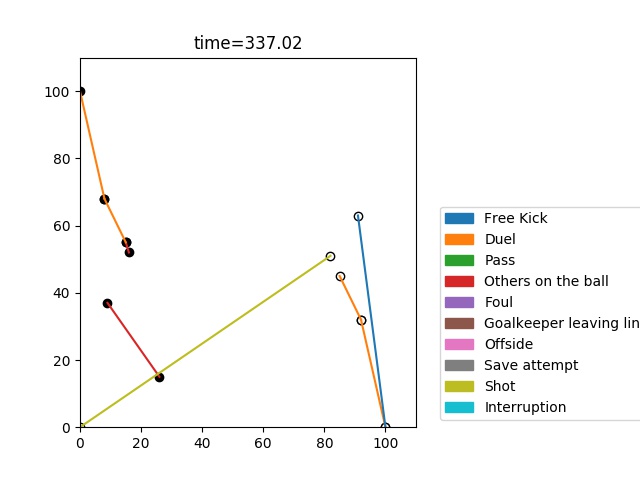 time=337.02
100
80
60
40
20
0
0 20 40 60 80 100
Free Kick
Duel
Pass
Others on the ball
Foul
Goalkeeper leaving lin
Offside
Save attempt
Shot
Interruption